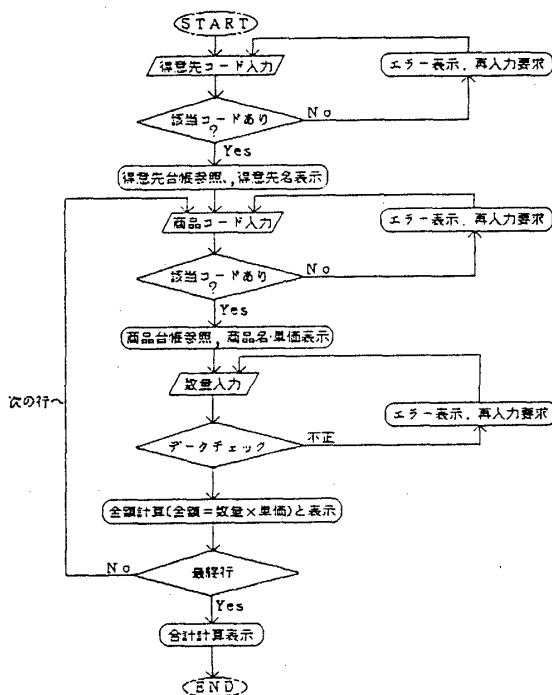 START
得意先コード入力
エラー表示，再入力要求
該当コードあり
?
No
Yes
得意先台帳参照，得意先名表示
商品コード入力
エラー表示，再入力要求
該当コードあり
?
No
Yes
商品台帳参照，商品名・単価表示
数量入力
次の行へ
エラー表示，再入力要求
データチェック
不正
金額計算(金額＝数量×単価)と表示
No
最終行
Yes
合計計算表示
END